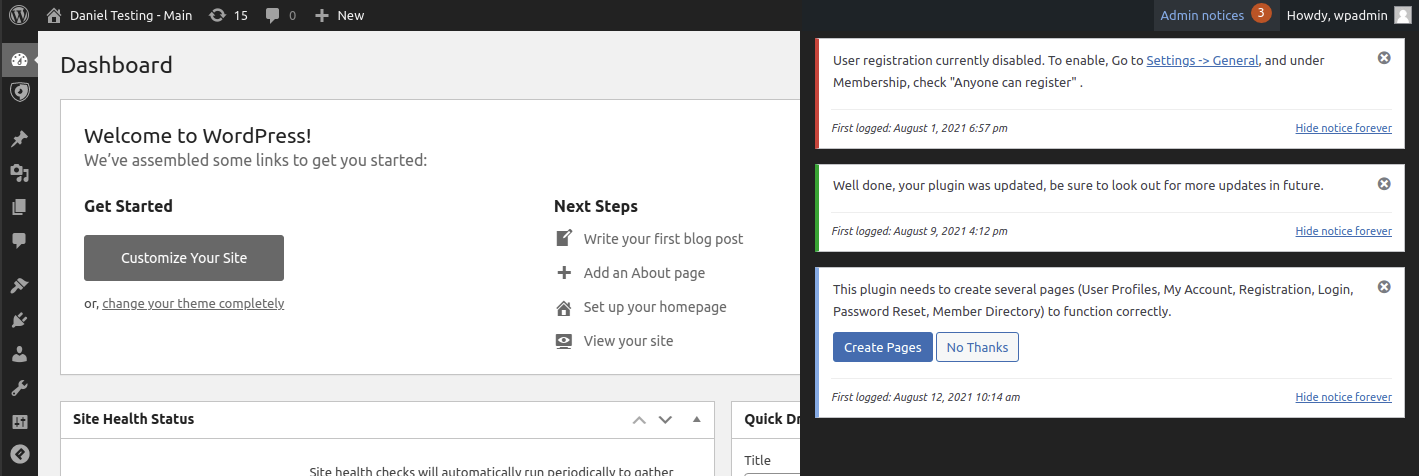 Daniel Testing - Main 15 0 New Admin notices 3 Howdy, wpadmin
Dashboard
Welcome to WordPress!
We’ve assembled some links to get you started:
Get Started
Customize Your Site
or, change your theme completely
Next Steps
Write your first blog post
Add an About page
Set up your homepage
View your site
Site Health Status
Site health checks will automatically run periodically to gather
Quick Dr
Title
User registration currently disabled. To enable, Go to Settings -> General, and under
Membership, check "Anyone can register" .
First logged: August 1, 2021 6:57 pm Hide notice forever
Well done, your plugin was updated, be sure to look out for more updates in future.
First logged: August 9, 2021 4:12 pm Hide notice forever
This plugin needs to create several pages (User Profiles, My Account, Registration, Login,
Password Reset, Member Directory) to function correctly.
Create Pages No Thanks
First logged: August 12, 2021 10:14 am Hide notice forever